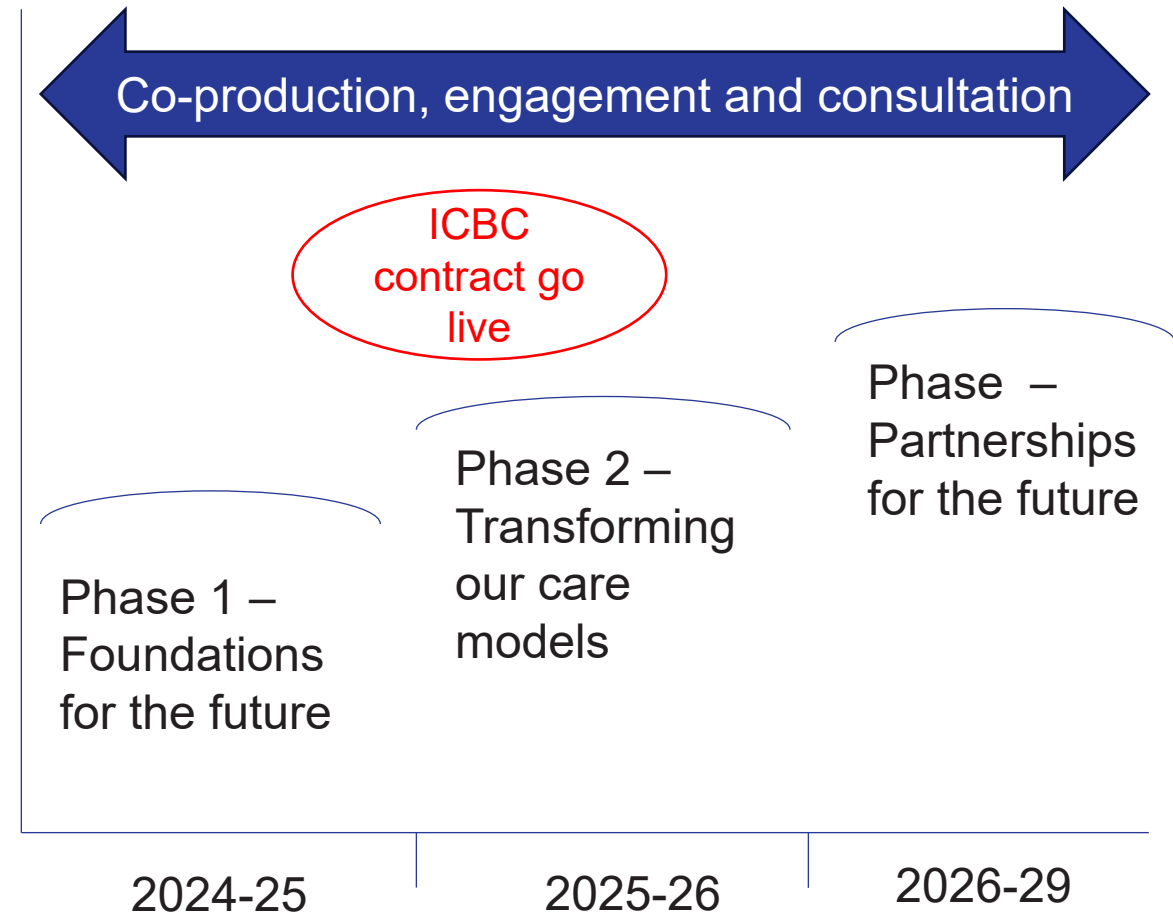 Co-production, engagement and consultation
ICBC
contract go
live
Phase 1 –
Foundations
for the future
Phase 2 –
Transforming
our care
models
Phase  –
Partnerships
for the future
2024-25
2025-26
2026-29